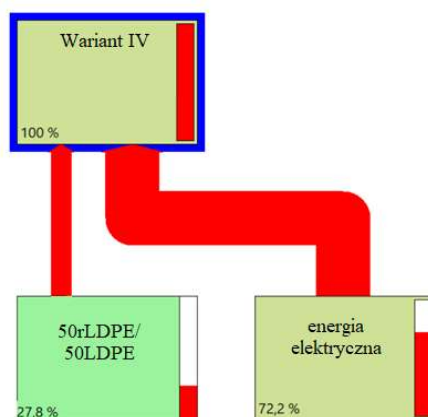 Wariant IV
100 %
50rLDPE/
50LDPE
27,8 %
energia
elektryczna
72,2 %